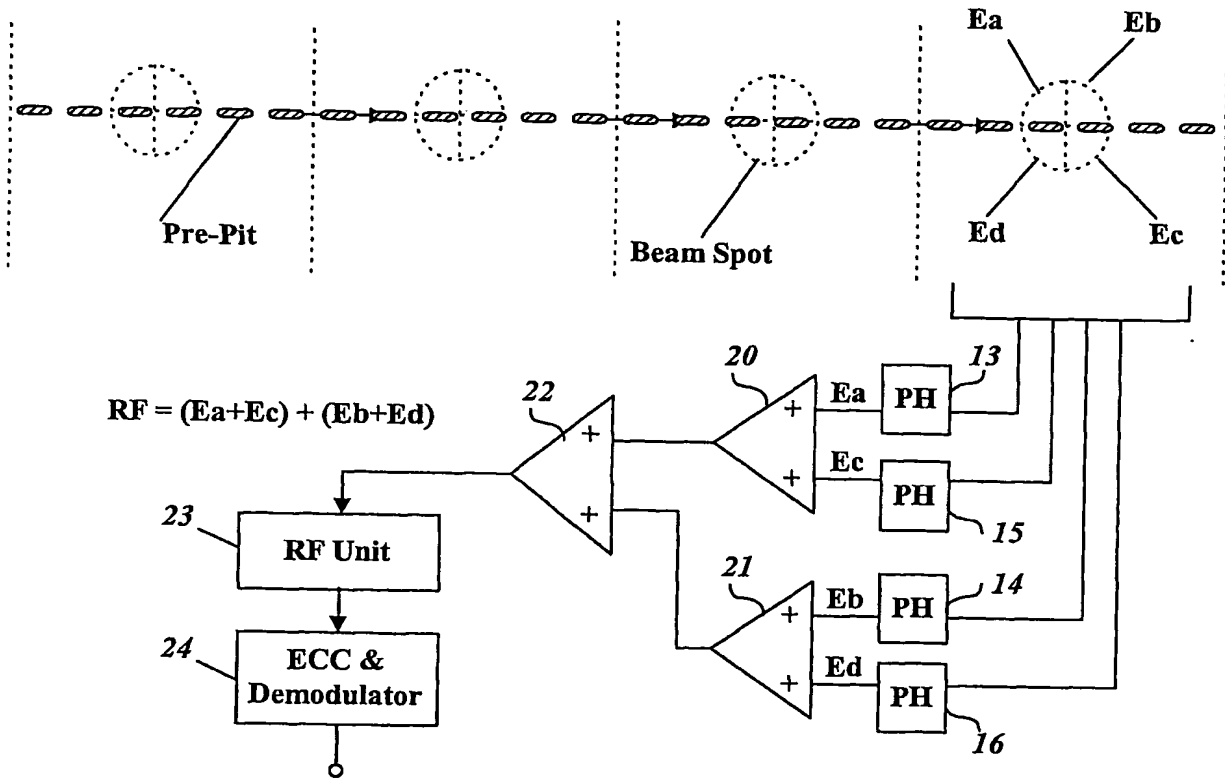 Ea
Eb
Pre-Pit
Beam Spot
Ed
Ec
RF = (Ea+Ec) + (Eb+Ed)
22
+
+
20
+
+
Ea
Ec
PH
13
PH
15
23
RF Unit
21
+
+
Eb
Ed
PH
14
PH
16
24
ECC &
Demodulator